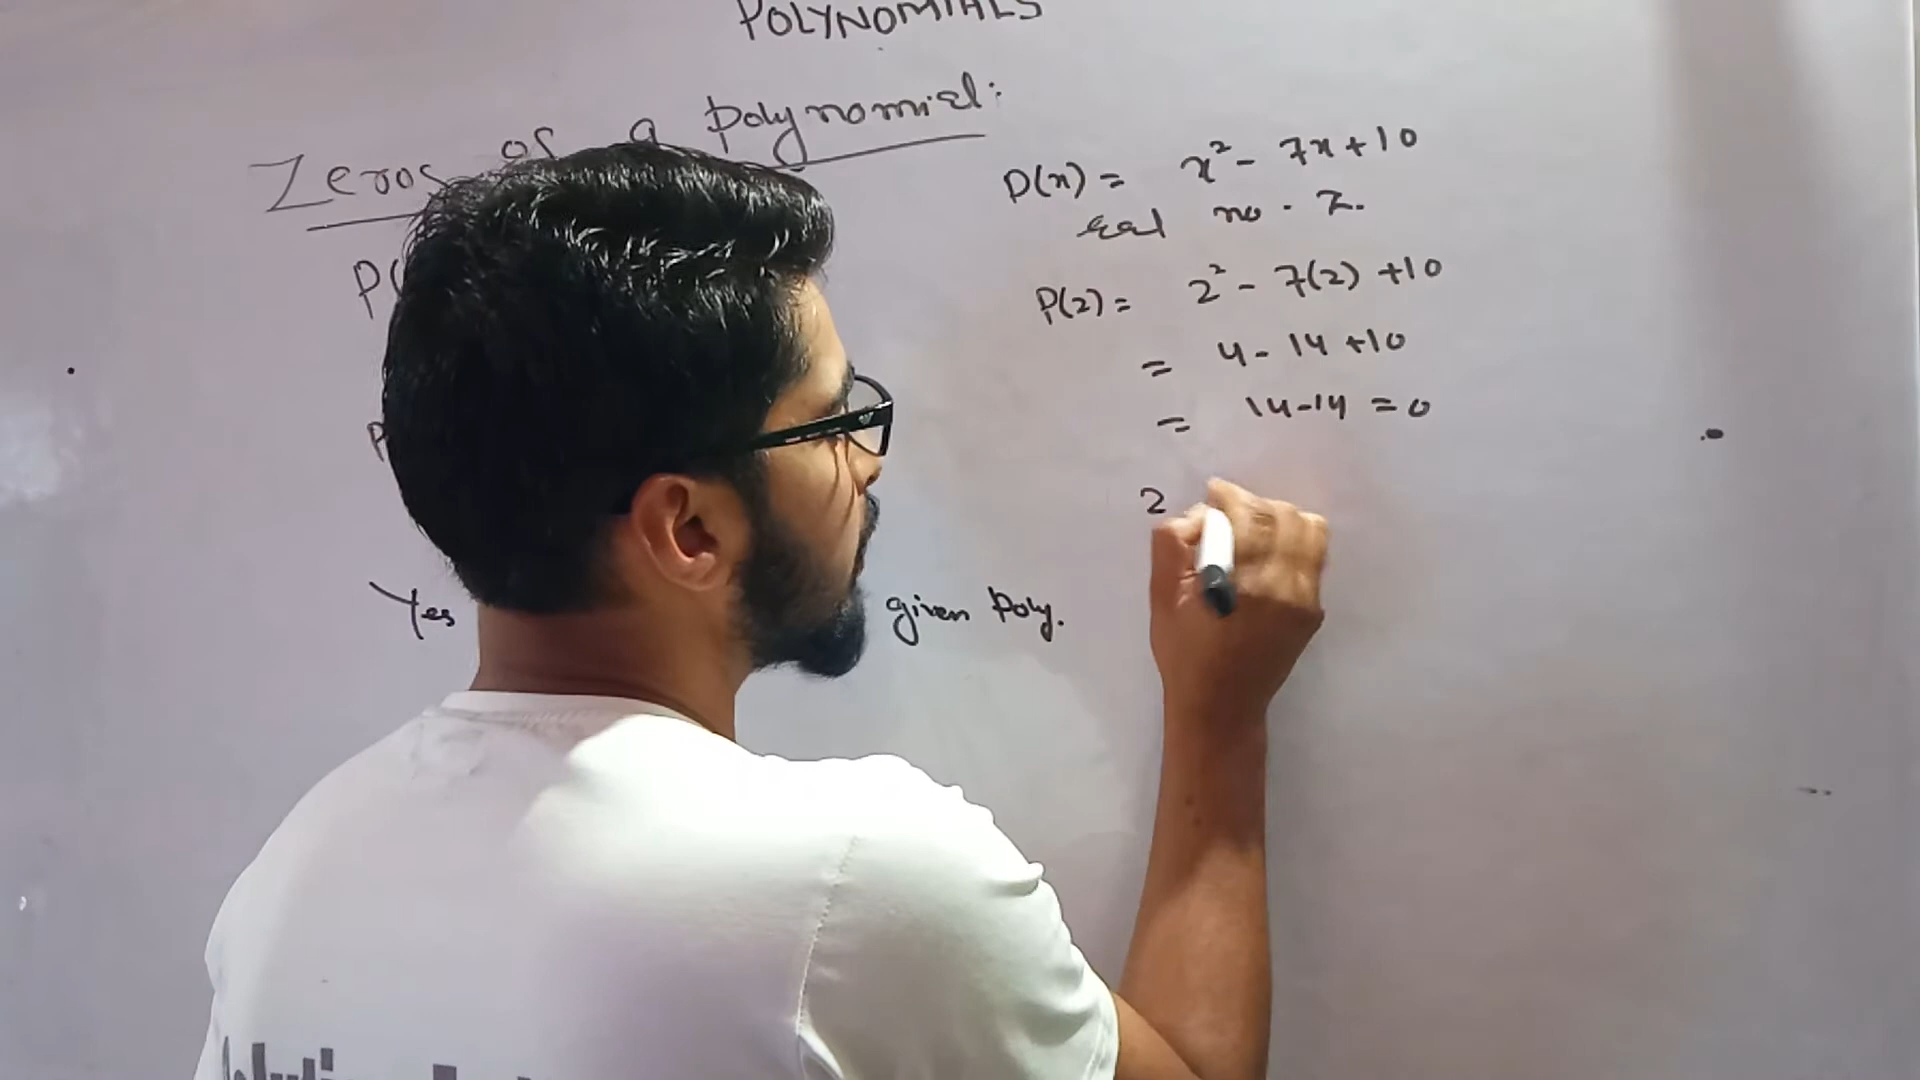 POLYNOMIALS
Zeros of a Polynomial:
P(
P
Yes given Poly.
P(x) = x² - 7x + 10
real no. 2.
P(2) = 2² - 7(2) + 10
= 4 - 14 + 10
= 14 - 14 = 0
2